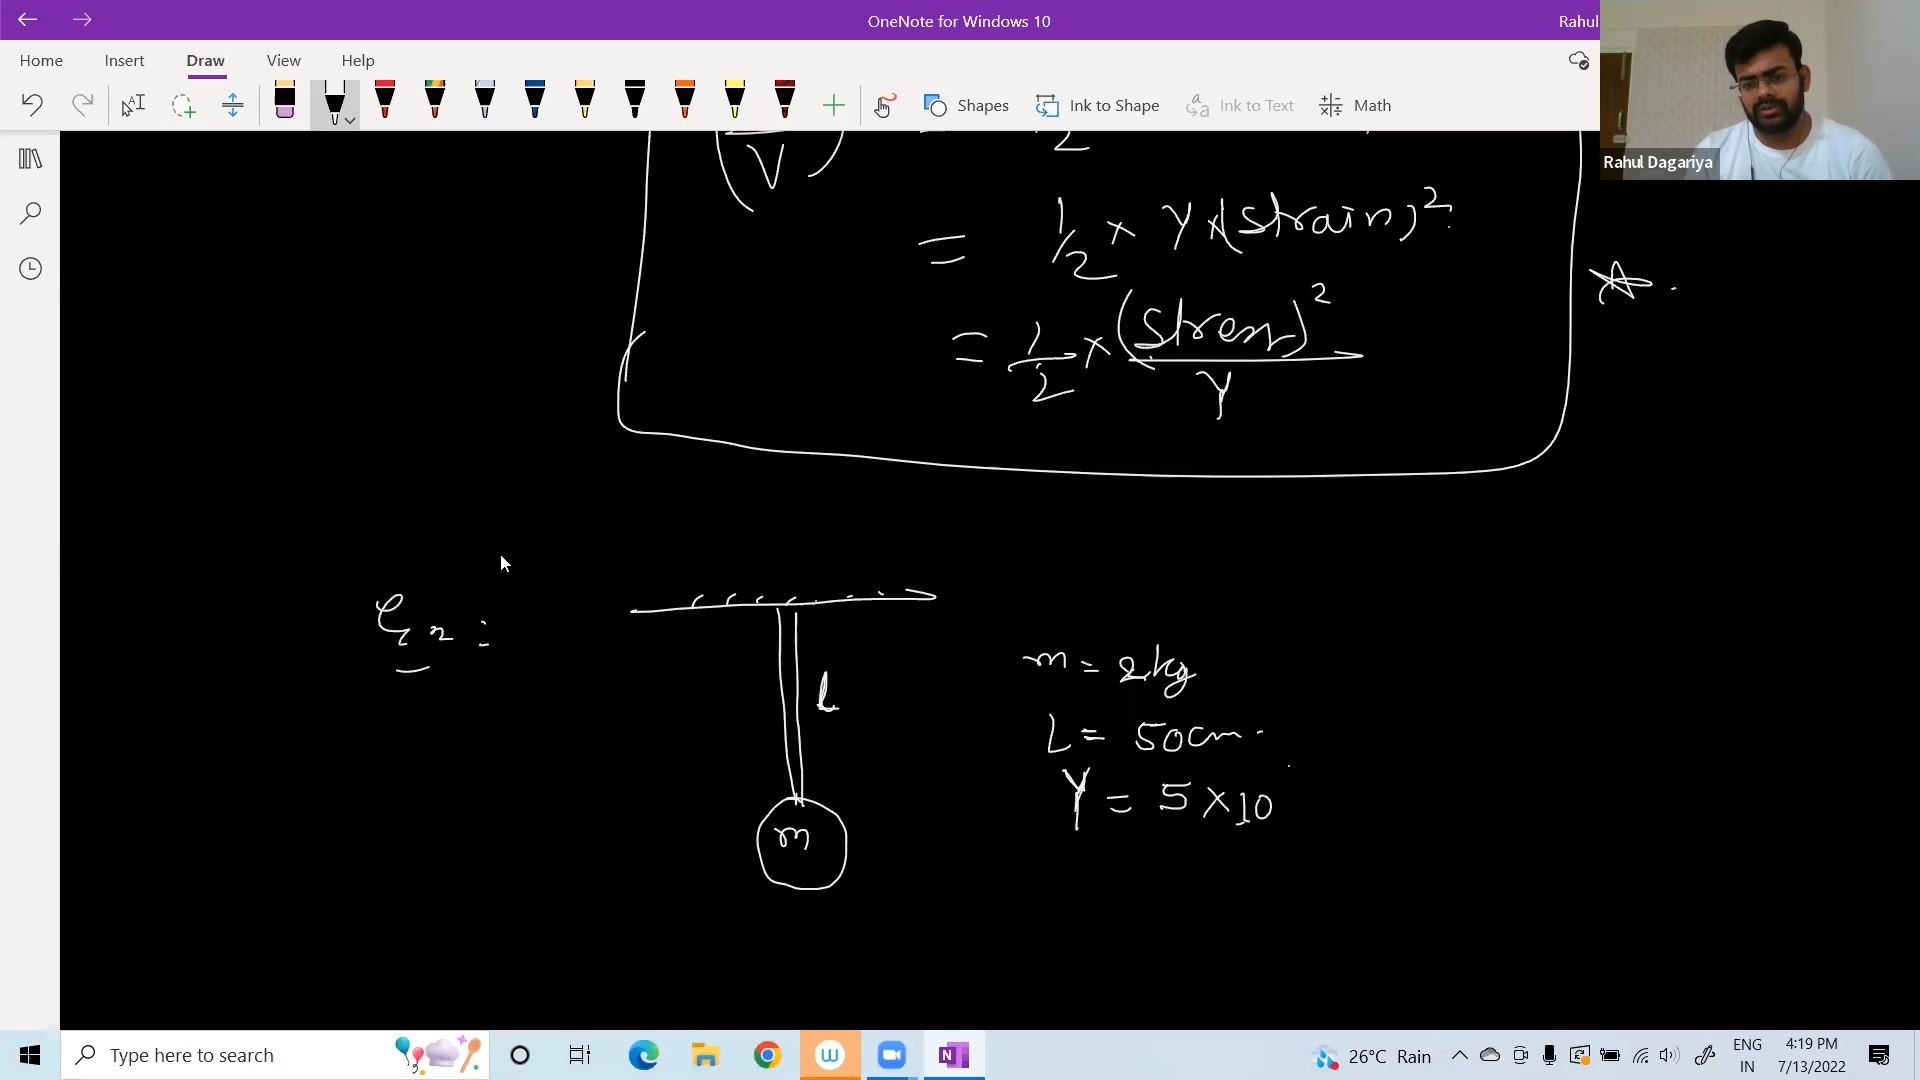 OneNote for Windows 10
Rahul
Home Insert Draw View Help
Shapes Ink to Shape Ink to Text Math
Rahul Dagariya
V
2
= 1/2 × Y × (strain)²
= 1/2 × (stress)²
Y
Ex :
l
m
m = 2kg
L = 50cm.
Y = 5 × 10
Type here to search
26°C Rain
ENG
IN
4:19 PM
7/13/2022